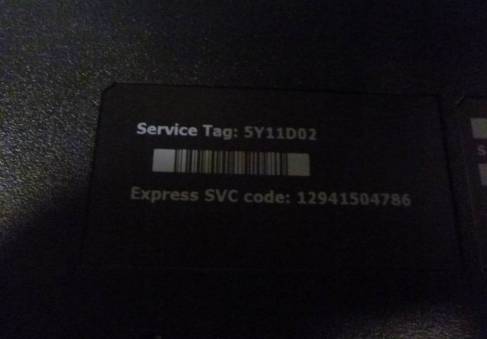 Service Tag: 5Y11D02
Express SVC code: 12941504786